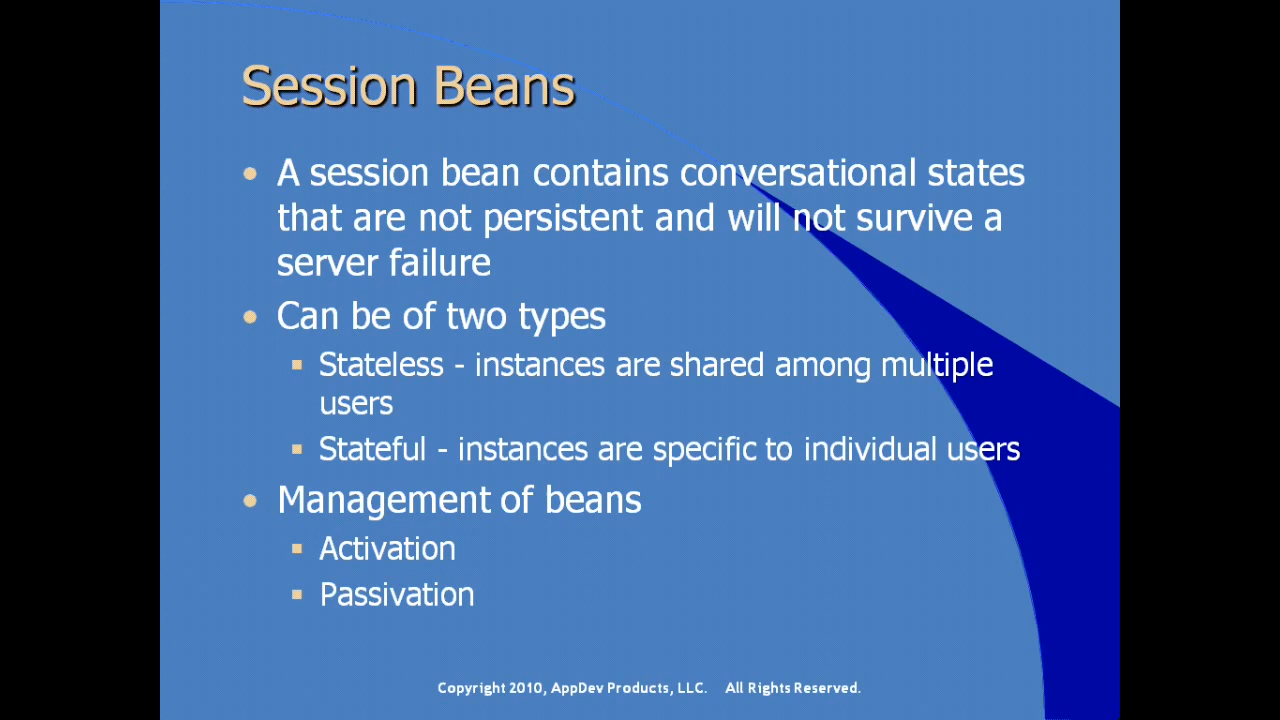 Session Beans
A session bean contains conversational states
that are not persistent and will not survive a
server failure
Can be of two types
Stateless - instances are shared among multiple
users
Stateful - instances are specific to individual users
Management of beans
Activation
Passivation
Copyright 2010, AppDev Products, LLC. All Rights Reserved.